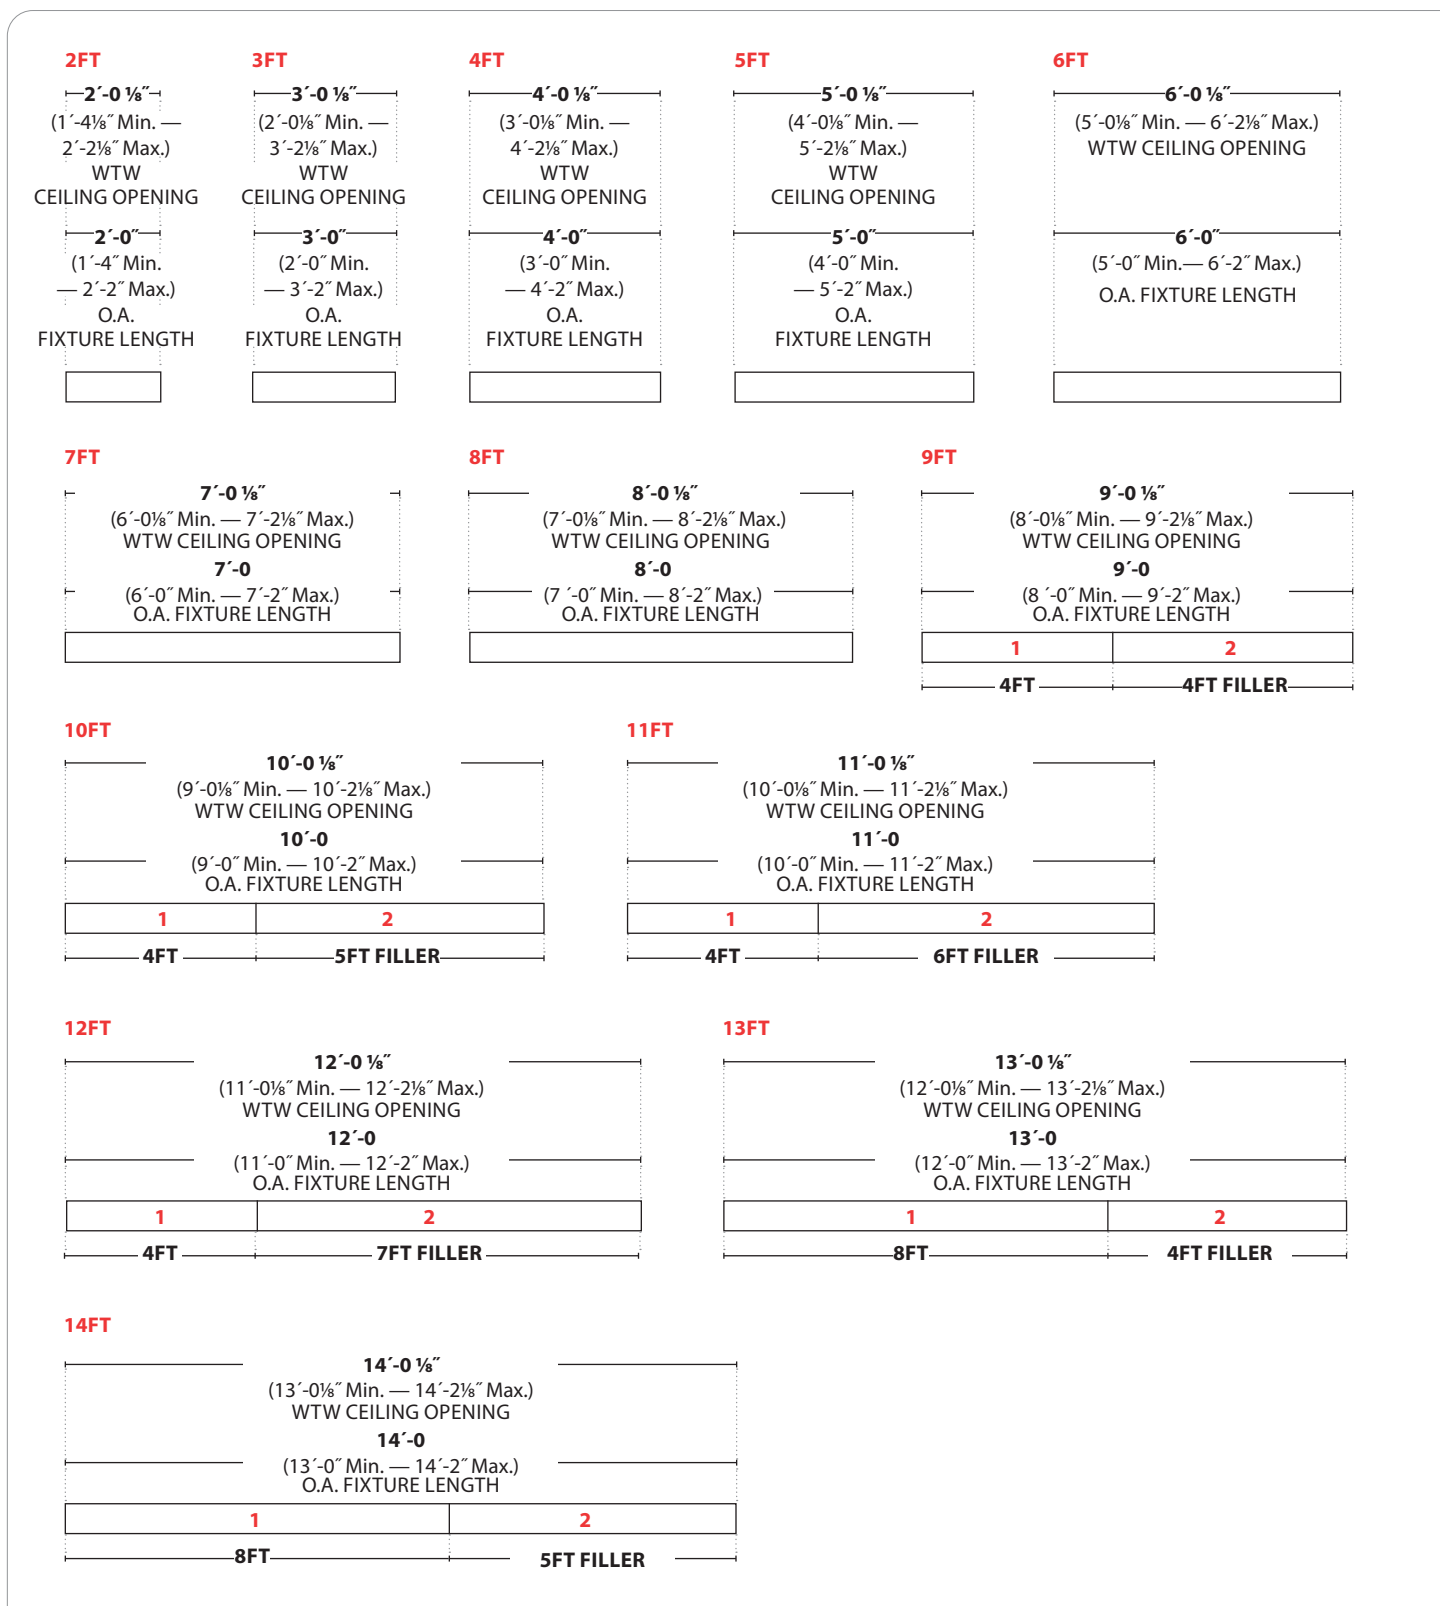 2FT
2´-0 ⅛˝
(1´-4⅛˝ Min. —
2´-2⅛˝ Max.)
WTW
CEILING OPENING
2´-0˝
(1´-4˝ Min.
— 2´-2˝ Max.)
O.A.
FIXTURE LENGTH
3FT
3´-0 ⅛˝
(2´-0⅛˝ Min. —
3´-2⅛˝ Max.)
WTW
CEILING OPENING
3´-0˝
(2´-0˝ Min.
— 3´-2˝ Max.)
O.A.
FIXTURE LENGTH
4FT
4´-0 ⅛˝
(3´-0⅛˝ Min. —
4´-2⅛˝ Max.)
WTW
CEILING OPENING
4´-0˝
(3´-0˝ Min.
— 4´-2˝ Max.)
O.A.
FIXTURE LENGTH
5FT
5´-0 ⅛˝
(4´-0⅛˝ Min. —
5´-2⅛˝ Max.)
WTW
CEILING OPENING
5´-0˝
(4´-0˝ Min.
— 5´-2˝ Max.)
O.A.
FIXTURE LENGTH
6FT
6´-0 ⅛˝
(5´-0⅛˝ Min. — 6´-2⅛˝ Max.)
WTW CEILING OPENING
6´-0˝
(5´-0˝ Min.— 6´-2˝ Max.)
O.A. FIXTURE LENGTH
7FT
7´-0 ⅛˝
(6´-0⅛˝ Min. — 7´-2⅛˝ Max.)
WTW CEILING OPENING
7´-0
(6´-0˝ Min. — 7´-2˝ Max.)
O.A. FIXTURE LENGTH
8FT
8´-0 ⅛˝
(7´-0⅛˝ Min. — 8´-2⅛˝ Max.)
WTW CEILING OPENING
8´-0
(7 ´-0˝ Min. — 8´-2˝ Max.)
O.A. FIXTURE LENGTH
9FT
9´-0 ⅛˝
(8´-0⅛˝ Min. — 9´-2⅛˝ Max.)
WTW CEILING OPENING
9´-0
(8 ´-0˝ Min. — 9´-2˝ Max.)
O.A. FIXTURE LENGTH
1 2
4FT 4FT FILLER
10FT
10´-0 ⅛˝
(9´-0⅛˝ Min. — 10´-2⅛˝ Max.)
WTW CEILING OPENING
10´-0
(9´-0˝ Min. — 10´-2˝ Max.)
O.A. FIXTURE LENGTH
1 2
4FT 5FT FILLER
11FT
11´-0 ⅛˝
(10´-0⅛˝ Min. — 11´-2⅛˝ Max.)
WTW CEILING OPENING
11´-0
(10´-0˝ Min. — 11´-2˝ Max.)
O.A. FIXTURE LENGTH
1 2
4FT 6FT FILLER
12FT
12´-0 ⅛˝
(11´-0⅛˝ Min. — 12´-2⅛˝ Max.)
WTW CEILING OPENING
12´-0
(11´-0˝ Min. — 12´-2˝ Max.)
O.A. FIXTURE LENGTH
1 2
4FT 7FT FILLER
13FT
13´-0 ⅛˝
(12´-0⅛˝ Min. — 13´-2⅛˝ Max.)
WTW CEILING OPENING
13´-0
(12´-0˝ Min. — 13´-2˝ Max.)
O.A. FIXTURE LENGTH
1 2
8FT 4FT FILLER
14FT
14´-0 ⅛˝
(13´-0⅛˝ Min. — 14´-2⅛˝ Max.)
WTW CEILING OPENING
14´-0
(13´-0˝ Min. — 14´-2˝ Max.)
O.A. FIXTURE LENGTH
1 2
8FT 5FT FILLER